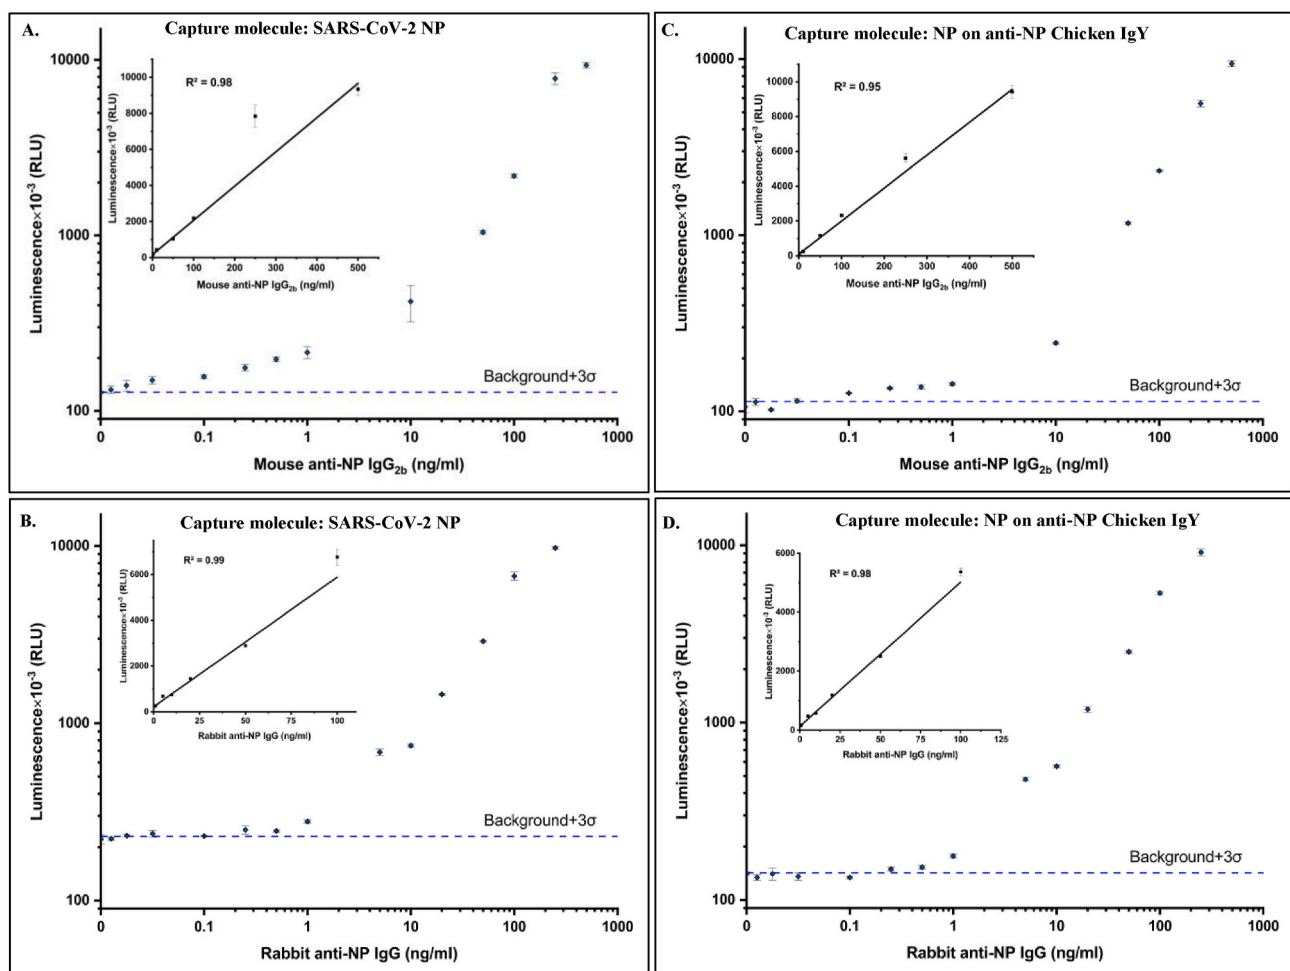 A.
Capture molecule: SARS-CoV-2 NP
Luminescence×10⁻³ (RLU)
10000
1000
100
0
0.1
1
10
100
1000
Mouse anti-NP IgG₂b (ng/ml)
Background+3σ
R² = 0.98
Luminescence×10⁻³ (RLU)
10000
8000
6000
4000
2000
0
0
100
200
300
400
500
Mouse anti-NP IgG₂b (ng/ml)
C.
Capture molecule: NP on anti-NP Chicken IgY
Luminescence×10⁻³ (RLU)
10000
1000
100
0
0.1
1
10
100
1000
Mouse anti-NP IgG₂b (ng/ml)
Background+3σ
R² = 0.95
Luminescence×10⁻³ (RLU)
10000
8000
6000
4000
2000
0
0
100
200
300
400
500
Mouse anti-NP IgG₂b (ng/ml)
B.
Capture molecule: SARS-CoV-2 NP
Luminescence×10⁻³ (RLU)
10000
1000
100
0
0.1
1
10
100
1000
Rabbit anti-NP IgG (ng/ml)
Background+3σ
R² = 0.99
Luminescence×10⁻³ (RLU)
6000
4000
2000
0
0
25
50
75
100
Rabbit anti-NP IgG (ng/ml)
D.
Capture molecule: NP on anti-NP Chicken IgY
Luminescence×10⁻³ (RLU)
10000
1000
100
0
0.1
1
10
100
1000
Rabbit anti-NP IgG (ng/ml)
Background+3σ
R² = 0.98
Luminescence×10⁻³ (RLU)
6000
4000
2000
0
0
25
50
75
100
125
Rabbit anti-NP IgG (ng/ml)